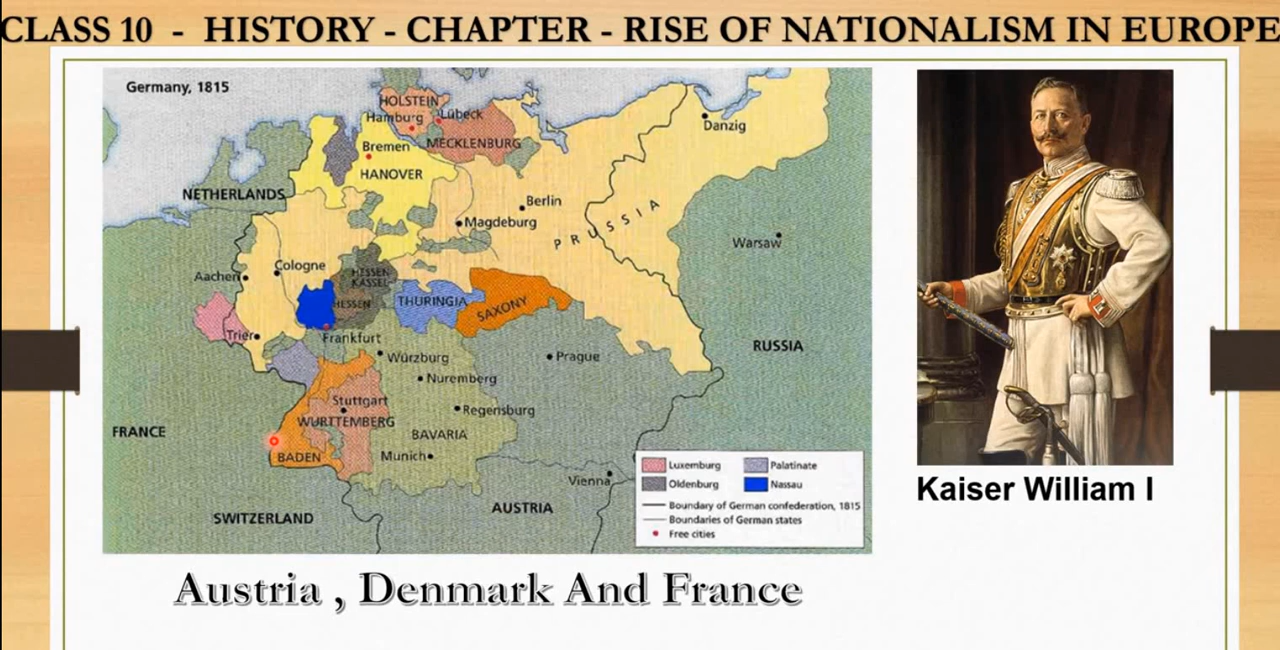 CLASS 10 - HISTORY - CHAPTER - RISE OF NATIONALISM IN EUROPE
Germany, 1815
HOLSTEIN
Hamburg
Lübeck
MECKLENBURG
Danzig
Bremen
HANOVER
NETHERLANDS
Berlin
Magdeburg
PRUSSIA
Warsaw
Aachen
Cologne
HESSEN
KASSEL
HESSEN
THURINGIA
SAXONY
Trier
Frankfurt
Würzburg
Prague
RUSSIA
Nuremberg
Stuttgart
Regensburg
WURTTEMBERG
FRANCE
BAVARIA
BADEN
Munich
Vienna
SWITZERLAND
AUSTRIA
Luxemburg
Palatinate
Oldenburg
Nassau
Boundary of German confederation, 1815
Boundaries of German states
Free cities
Kaiser William I
Austria , Denmark And France